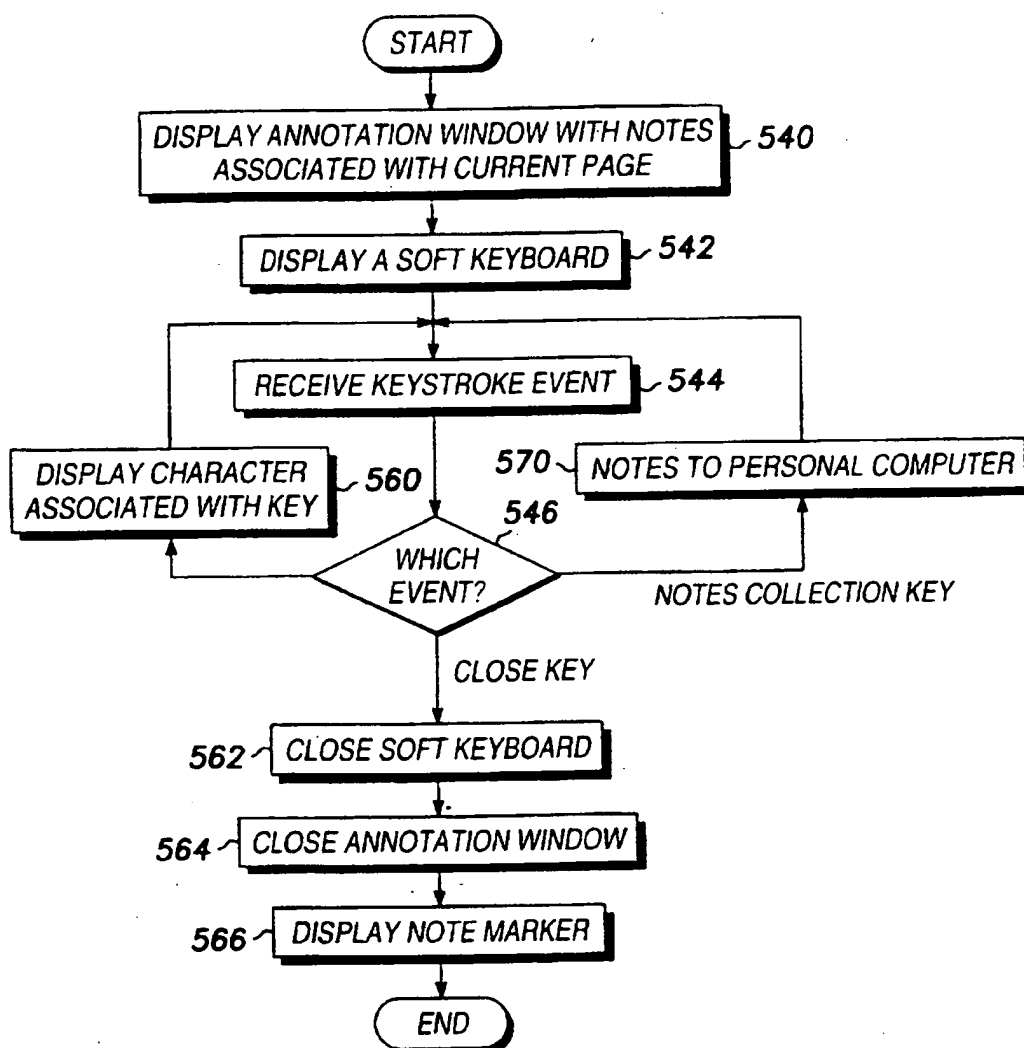 START
DISPLAY ANNOTATION WINDOW WITH NOTES
ASSOCIATED WITH CURRENT PAGE
540
DISPLAY A SOFT KEYBOARD
542
RECEIVE KEYSTROKE EVENT
544
DISPLAY CHARACTER
ASSOCIATED WITH KEY
560
570
NOTES TO PERSONAL COMPUTER
546
WHICH
EVENT?
NOTES COLLECTION KEY
CLOSE KEY
562
CLOSE SOFT KEYBOARD
564
CLOSE ANNOTATION WINDOW
566
DISPLAY NOTE MARKER
END